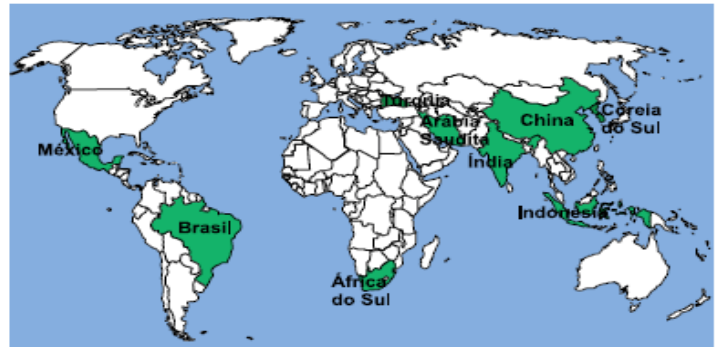 Turquia
Arábia
Saudita
China
Coreia
do Sul
México
Índia
Indonésia
Brasil
África
do Sul